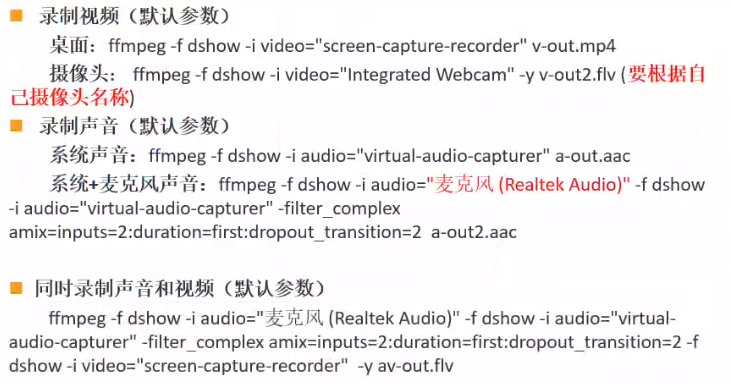 录制视频（默认参数）
桌面：ffmpeg -f dshow -i video="screen-capture-recorder" v-out.mp4
摄像头： ffmpeg -f dshow -i video="Integrated Webcam" -y v-out2.flv (要根据自
己摄像头名称)
录制声音（默认参数）
系统声音：ffmpeg -f dshow -i audio="virtual-audio-capturer" a-out.aac
系统+麦克风声音：ffmpeg -f dshow -i audio="麦克风 (Realtek Audio)" -f dshow
-i audio="virtual-audio-capturer" -filter_complex
amix=inputs=2:duration=first:dropout_transition=2 a-out2.aac
同时录制声音和视频（默认参数）
ffmpeg -f dshow -i audio="麦克风 (Realtek Audio)" -f dshow -i audio="virtual-
audio-capturer" -filter_complex amix=inputs=2:duration=first:dropout_transition=2 -f
dshow -i video="screen-capture-recorder" -y av-out.flv